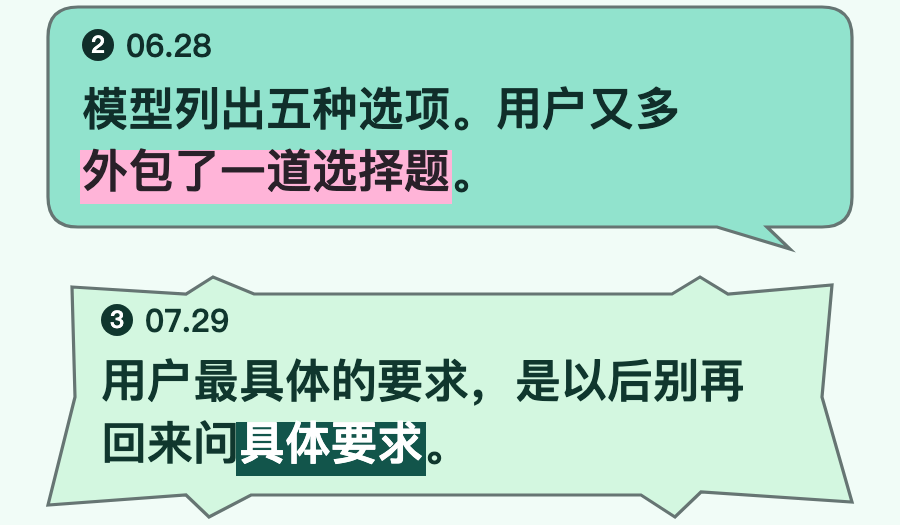 2 06.28
模型列出五种选项。用户又多
外包了一道选择题。
3 07.29
用户最具体的要求，是以后别再
回来问具体要求。